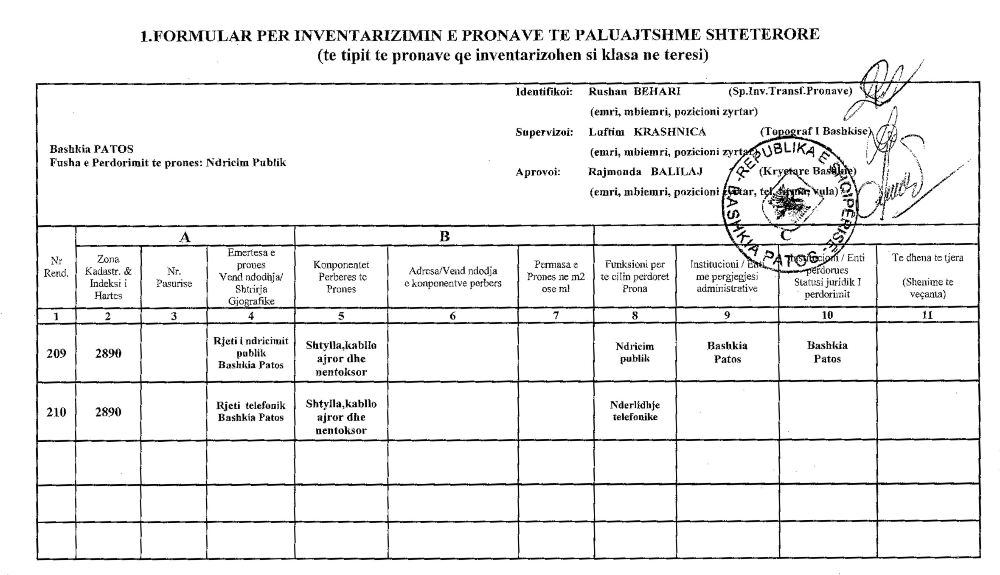 1.FORMULAR PER INVENTARIZIMIN E PRONAVE TE PALUAJTSHME SHTETERORE
(te tipit te pronave qe inventarizohen si klasa ne teresi)
Bashkia PATOS
Fusha e Perdorimit te prones: Ndricim Publik
Identifikoi: Rushan BEHARI (Sp.Inv.Transf.Pronave)
(emri, mbiemri, pozicioni zyrtar)
Supervizoi: Luftim KRASHNICA (Topograf I Bashkise)
(emri, mbiemri, pozicioni zyrtar)
Aprovoi: Rajmonda BALILAJ (Kryetare Bashkie)
(emri, mbiemri, pozicioni zyrtar, tel, firma, vula)
REPUBLIKA E SHQIPËRISE
BASHKIA PATOS
A B C
Nr
Rend.
Zona
Kadastr. &
Indeksi i
Hartes
Nr.
Pasurise
Emertesa e
prones
Vend ndodhja/
Shtrirja
Gjografike
Konponentet
Perberes te
Prones
Adresa/Vend ndodja
e konponentve perbers
Permasa e
Prones ne m2
ose ml
Funksioni per
te cilin perdoret
Prona
Institucioni / Enti
me pergjegjesi
administrative
Institucioni / Enti
perdorues
Statusi juridik I
perdorimit
Te dhena te tjera
(Shenime te
veçanta)
1 2 3 4 5 6 7 8 9 10 11
209
2890
Rjeti i ndricimit
publik
Bashkia Patos
Shtylla,kabllo
ajror dhe
nentoksor
Ndricim
publik
Bashkia
Patos
Bashkia
Patos
210
2890
Rjeti telefonik
Bashkia Patos
Shtylla,kabllo
ajror dhe
nentoksor
Nderlidhje
telefonike